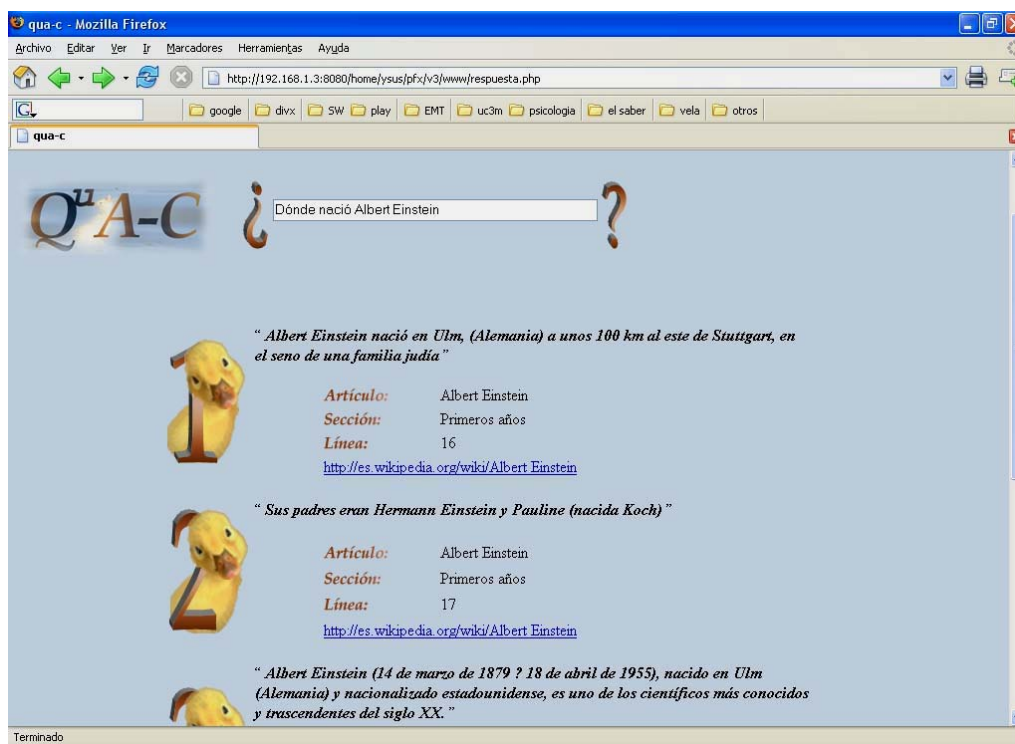 qua-c - Mozilla Firefox
Archivo Editar Ver Ir Marcadores Herramientas Ayuda
http://192.168.1.3:8080/home/ysus/pfx/v3/www/respuesta.php
G google divx SW play EMT uc3m psicologia el saber vela otros
qua-c
QuA-C ¿ Dónde nació Albert Einstein ?
“ Albert Einstein nació en Ulm, (Alemania) a unos 100 km al este de Stuttgart, en
el seno de una familia judía ”
1
Artículo: Albert Einstein
Sección: Primeros años
Línea: 16
http://es.wikipedia.org/wiki/Albert Einstein
“ Sus padres eran Hermann Einstein y Pauline (nacida Koch) ”
2
Artículo: Albert Einstein
Sección: Primeros años
Línea: 17
http://es.wikipedia.org/wiki/Albert Einstein
“ Albert Einstein (14 de marzo de 1879 ? 18 de abril de 1955), nacido en Ulm
(Alemania) y nacionalizado estadounidense, es uno de los científicos más conocidos
y trascendentes del siglo XX. ”
Terminado